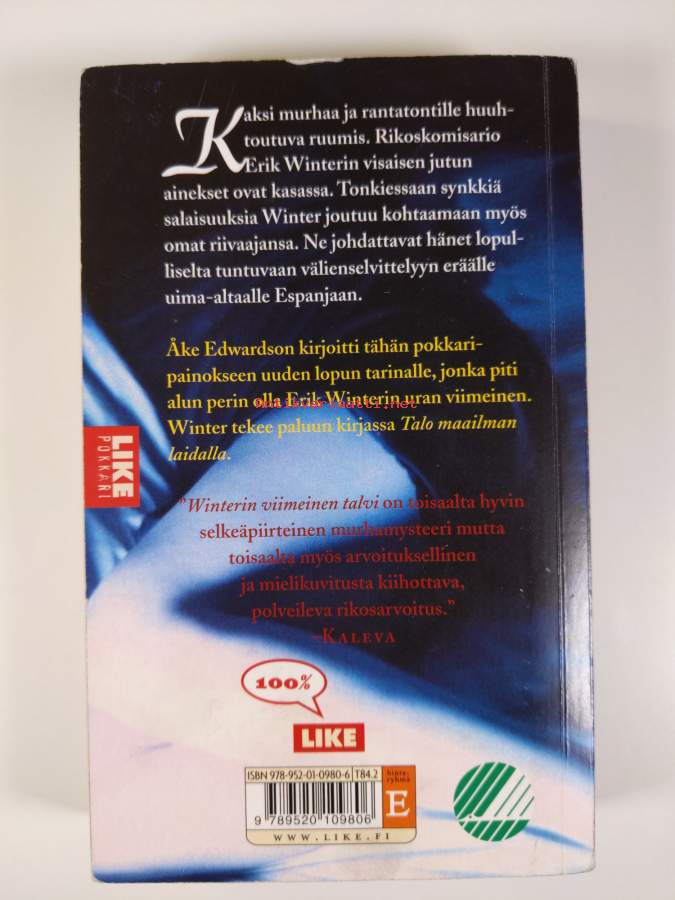 Kaksi murhaa ja rantatontille huuh-
toutuva ruumis. Rikoskomisario
Erik Winterin visaisen jutun
ainekset ovat kasassa. Tonkiessaan synkkiä
salaisuuksia Winter joutuu kohtaamaan myös
omat riivaajansa. Ne johdattavat hänet lopul-
liselta tuntuvaan välienselvittelyyn eräälle
uima-altaalle Espanjaan.
Åke Edwardson kirjoitti tähän pokkari-
painokseen uuden lopun tarinalle, jonka piti
alun perin olla Erik Winterin uran viimeinen.
antikvariaatti.net
Winter tekee paluun kirjassa Talo maailman
laidalla.
LIKE
POKKARI
"Winterin viimeinen talvi on toisaalta hyvin
selkeäpiirteinen murhamysteeri mutta
toisaalta myös arvoituksellinen
ja mielikuvitusta kiihottava,
polveileva rikosarvoitus."
–KALEVA
100%
LIKE
ISBN 978-952-01-0980-6 T84.2
hinta-
ryhmä
E
9 789520 109806
WWW.LIKE.FI